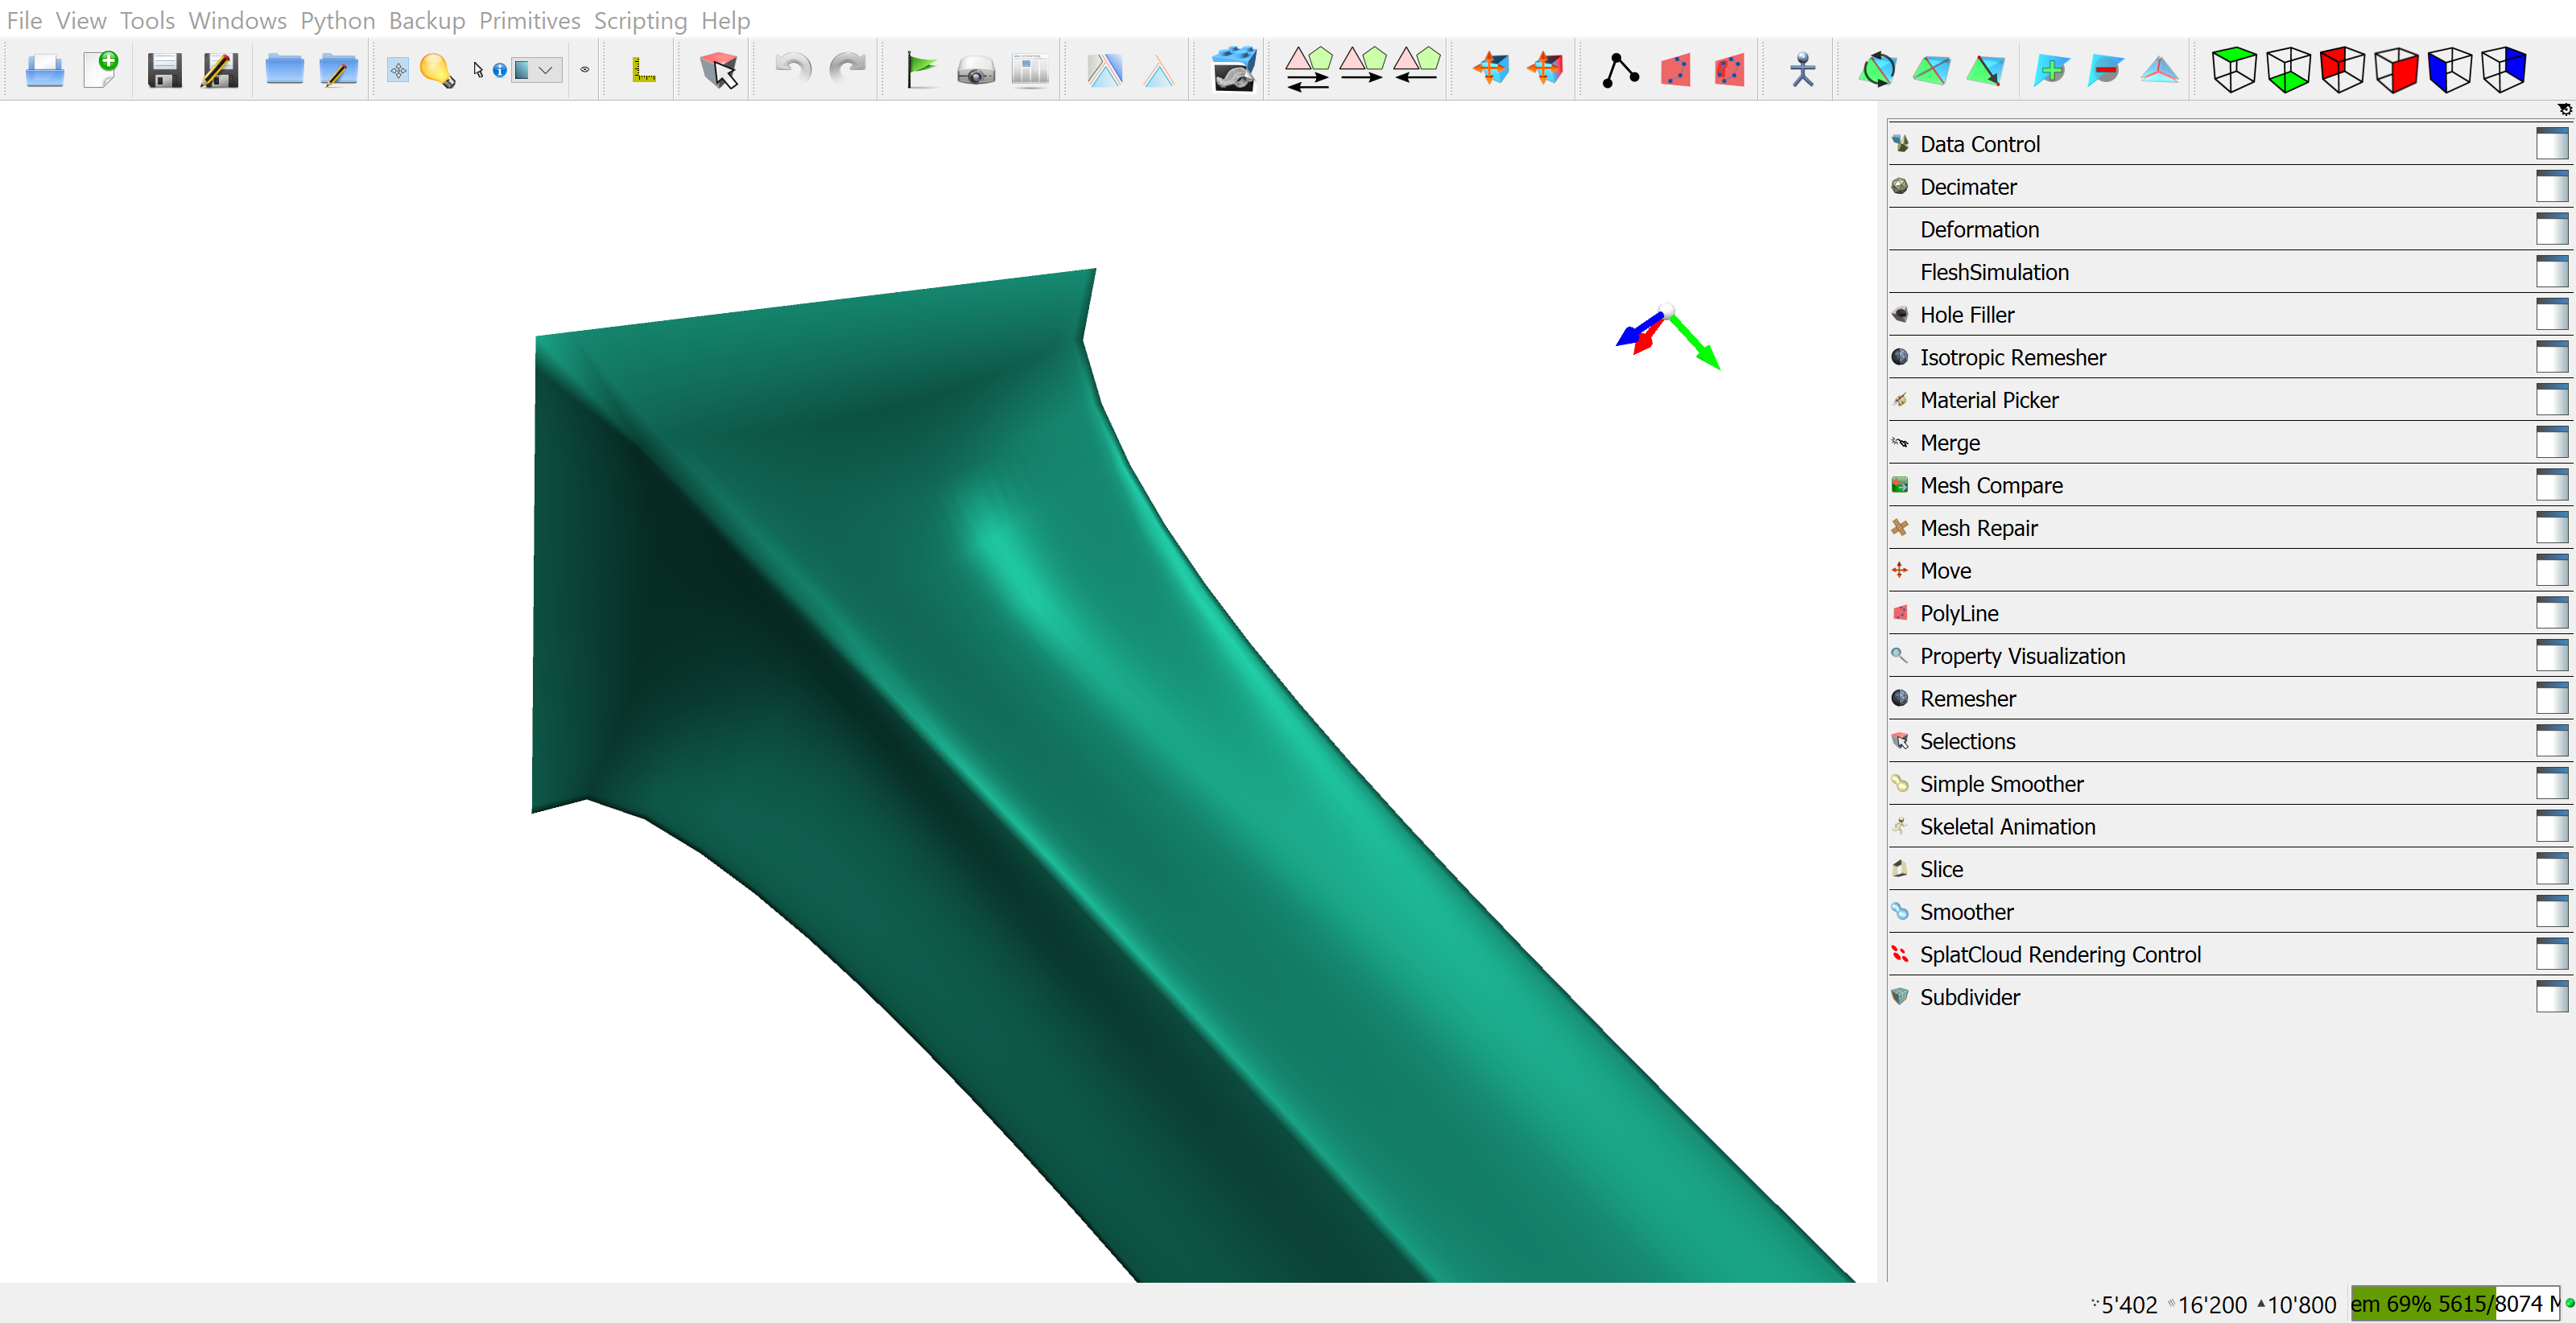 File View Tools Windows Python Backup Primitives Scripting Help
Data Control
Decimater
Deformation
FleshSimulation
Hole Filler
Isotropic Remesher
Material Picker
Merge
Mesh Compare
Mesh Repair
Move
PolyLine
Property Visualization
Remesher
Selections
Simple Smoother
Skeletal Animation
Slice
Smoother
SplatCloud Rendering Control
Subdivider
5'402 16'200 10'800 em 69% 5615/8074 M